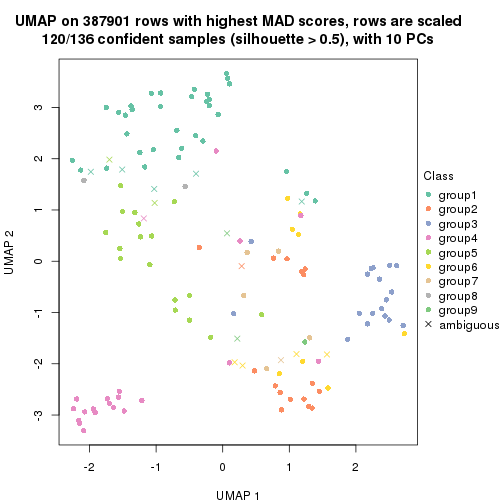 UMAP on 387901 rows with highest MAD scores, rows are scaled
120/136 confident samples (silhouette > 0.5), with 10 PCs
3
2
1
0
-1
-2
-3
UMAP 2
-2
-1
0
1
2
UMAP 1
Class
group1
group2
group3
group4
group5
group6
group7
group8
group9
ambiguous